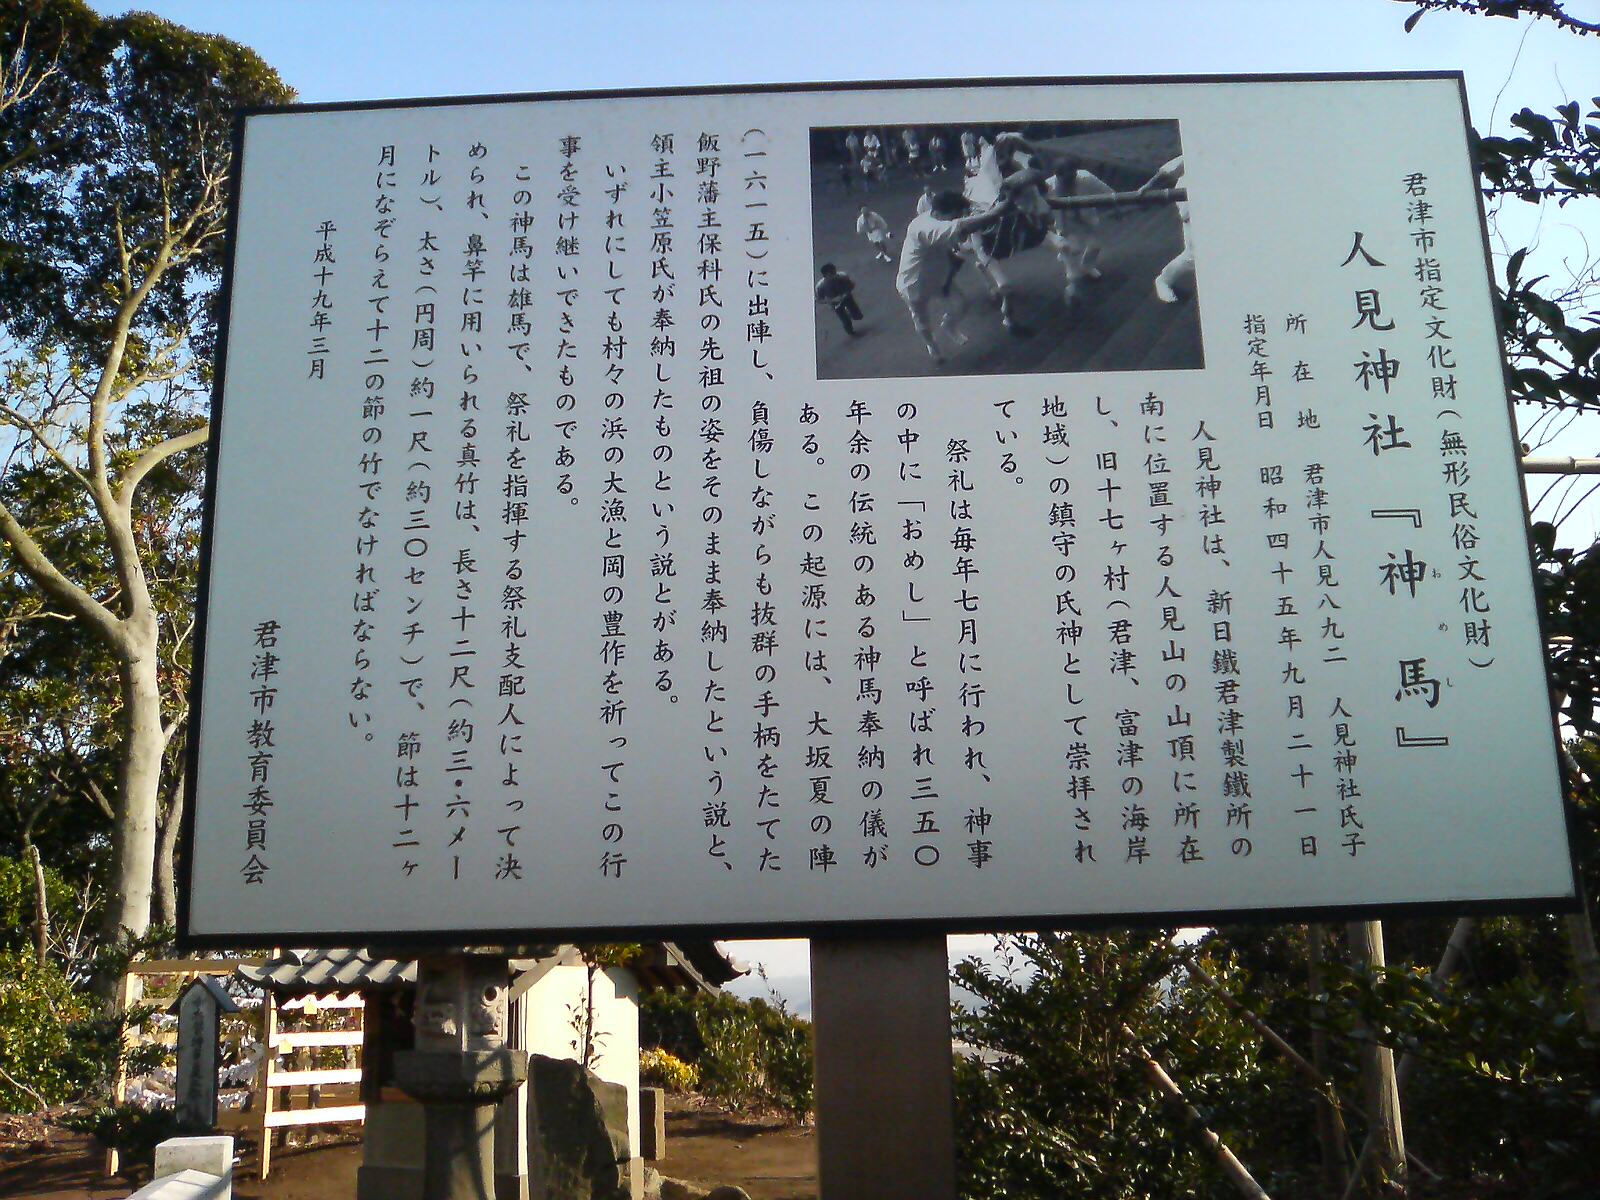 君津市指定文化財(無形民俗文化財)
人見神社『神馬』
おめし
所在地 君津市人見八九二 人見神社氏子
指定年月日 昭和四十五年九月二十一日
人見神社は、新日鐵君津製鐵所の
南に位置する人見山の山頂に所在
し、旧十七ヶ村(君津、富津の海岸
地域)の鎮守の氏神として崇拝され
ている。
祭礼は毎年七月に行われ、神事
の中に「おめし」と呼ばれ三五〇
年余の伝統のある神馬奉納の儀が
ある。この起源には、大坂夏の陣
(一六一五)に出陣し、負傷しながらも抜群の手柄をたてた
飯野藩主保科氏の先祖の姿をそのまま奉納したという説と、
領主小笠原氏が奉納したものという説とがある。
いずれにしても村々の浜の大漁と岡の豊作を祈ってこの行
事を受け継いできたものである。
この神馬は雄馬で、祭礼を指揮する祭礼支配人によって決
められ、鼻竿に用いられる真竹は、長さ十二尺(約三・六メー
トル)、太さ(円周)約一尺(約三〇センチ)で、節は十二ヶ
月になぞらえて十二の節の竹でなければならない。
平成十九年三月
君津市教育委員会